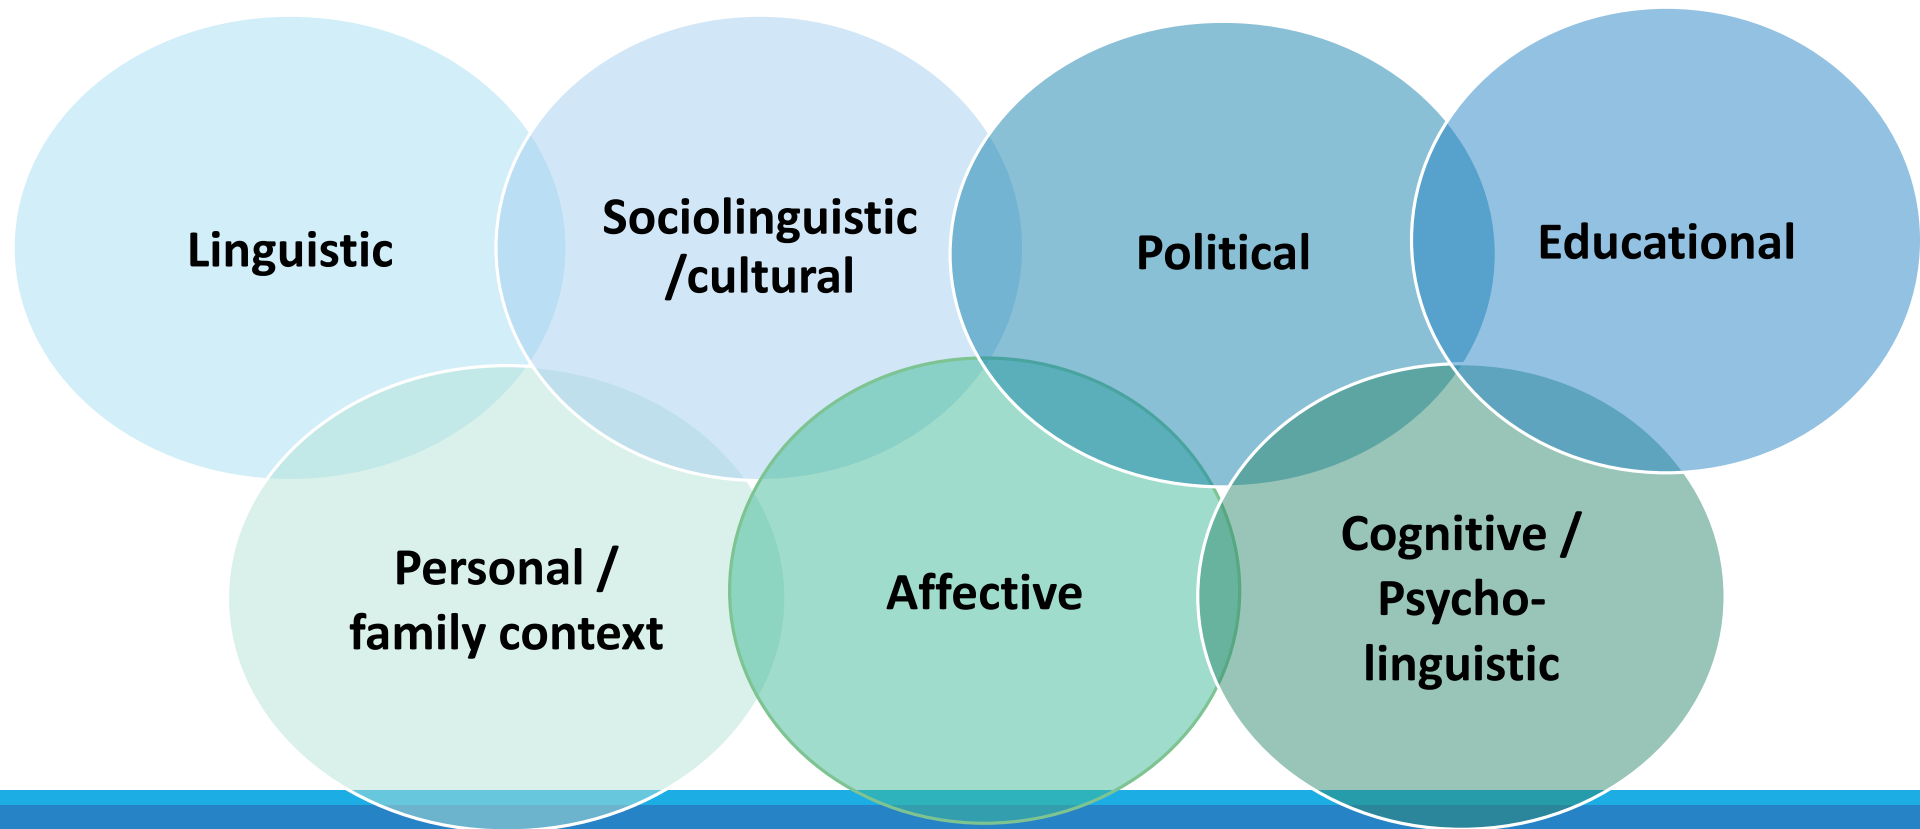 Linguistic
Sociolinguistic
/cultural
Political
Educational
Personal /
family context
Affective
Cognitive /
Psycho-
linguistic